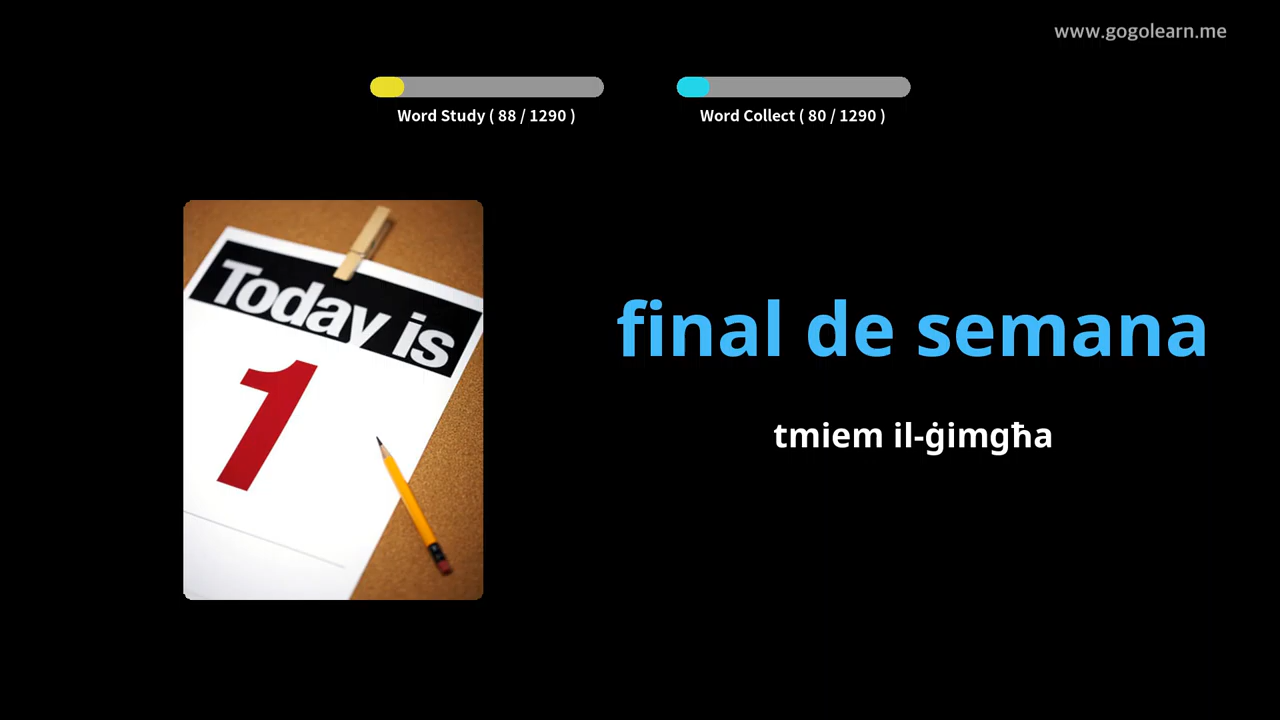 www.gogolearn.me
Word Study ( 88 / 1290 )
Word Collect ( 80 / 1290 )
Today is
1
final de semana
tmiem il-ġimgħa